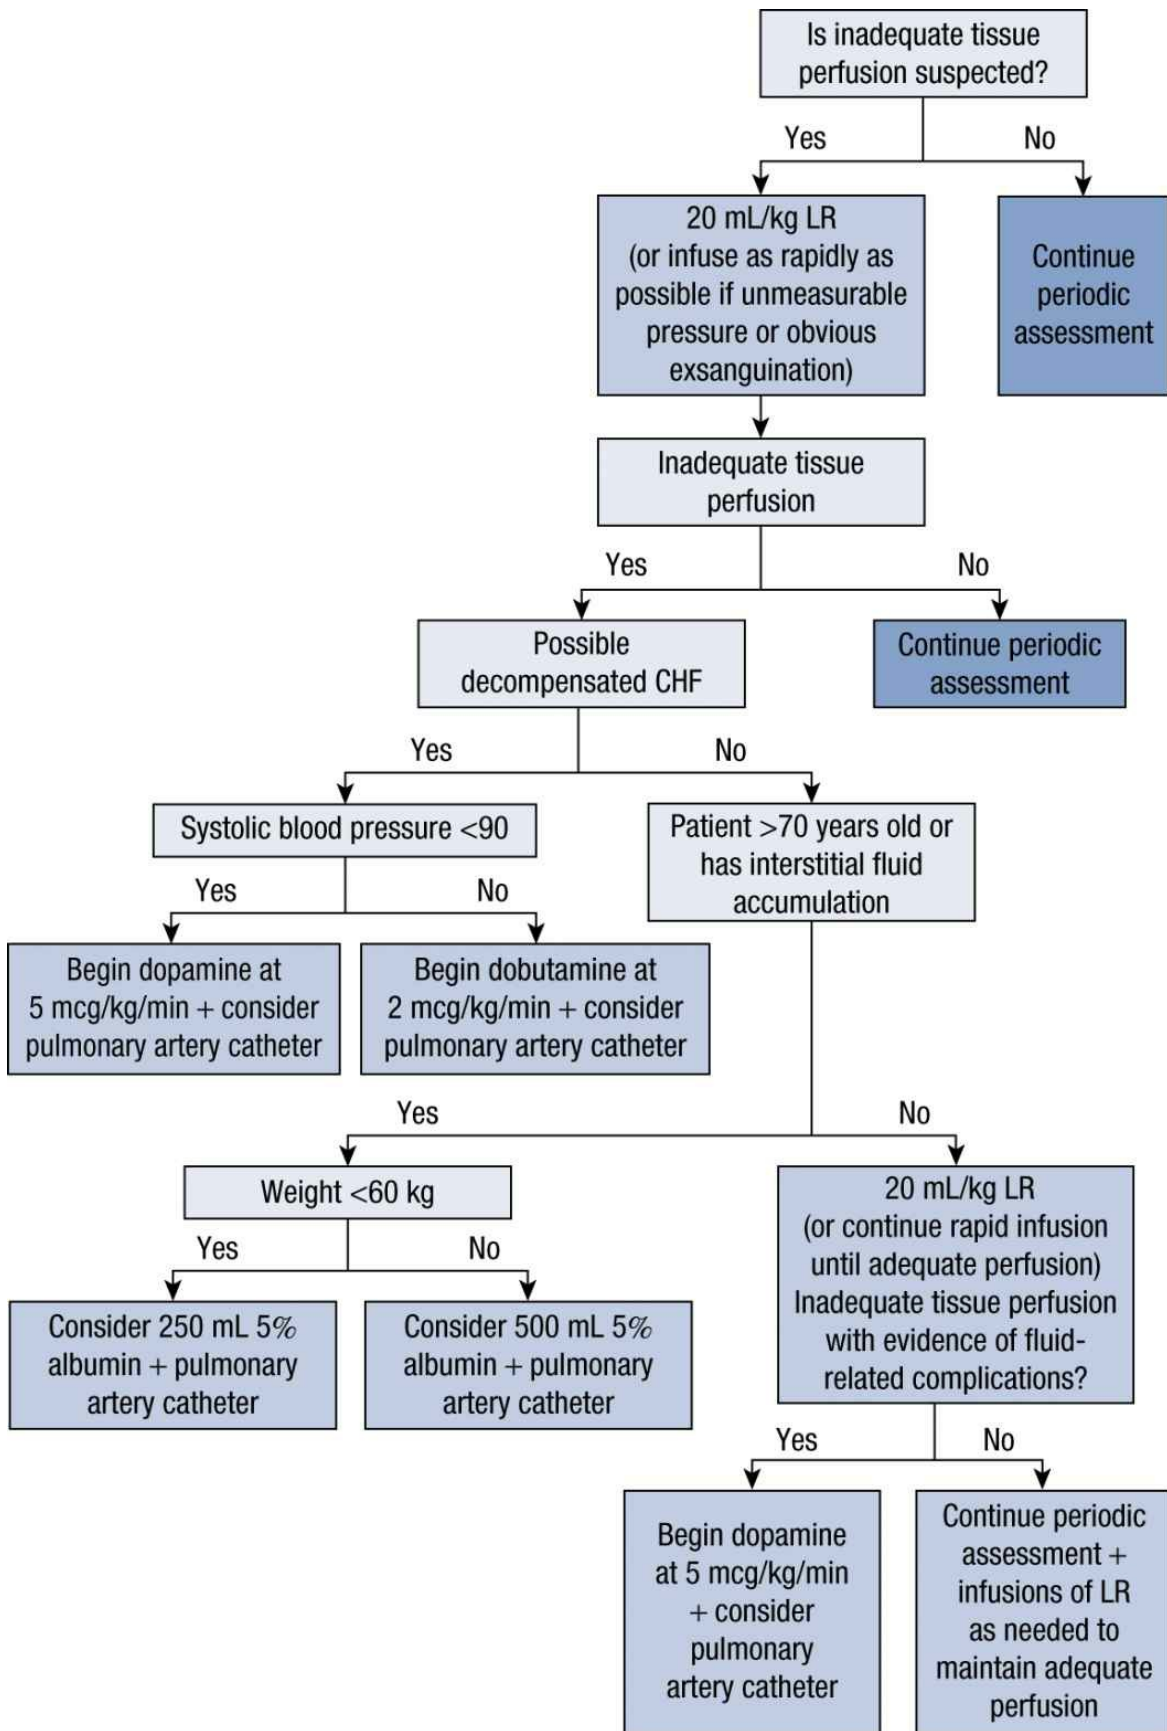 Is inadequate tissue
perfusion suspected?
Yes
No
20 mL/kg LR
(or infuse as rapidly as
possible if unmeasurable
pressure or obvious
exsanguination)
Continue
periodic
assessment
Inadequate tissue
perfusion
Yes
No
Possible
decompensated CHF
Continue periodic
assessment
Yes
No
Systolic blood pressure <90
Patient >70 years old or
has interstitial fluid
accumulation
Yes
No
Begin dopamine at
5 mcg/kg/min + consider
pulmonary artery catheter
Begin dobutamine at
2 mcg/kg/min + consider
pulmonary artery catheter
Yes
No
Weight <60 kg
20 mL/kg LR
(or continue rapid infusion
until adequate perfusion)
Inadequate tissue perfusion
with evidence of fluid-
related complications?
Yes
No
Consider 250 mL 5%
albumin + pulmonary
artery catheter
Consider 500 mL 5%
albumin + pulmonary
artery catheter
Yes
No
Begin dopamine
at 5 mcg/kg/min
+ consider
pulmonary
artery catheter
Continue periodic
assessment +
infusions of LR
as needed to
maintain adequate
perfusion